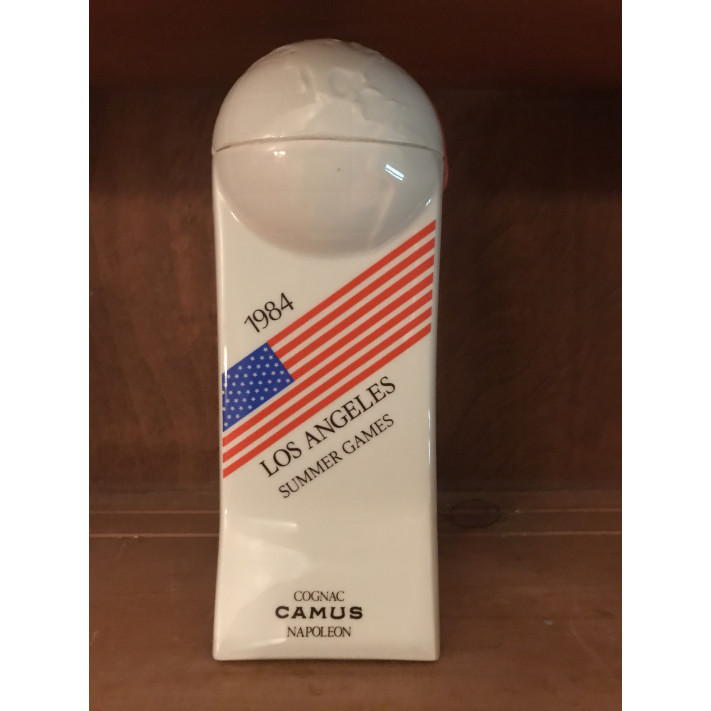 1984
LOS ANGELES
SUMMER GAMES
COGNAC
CAMUS
NAPOLEON